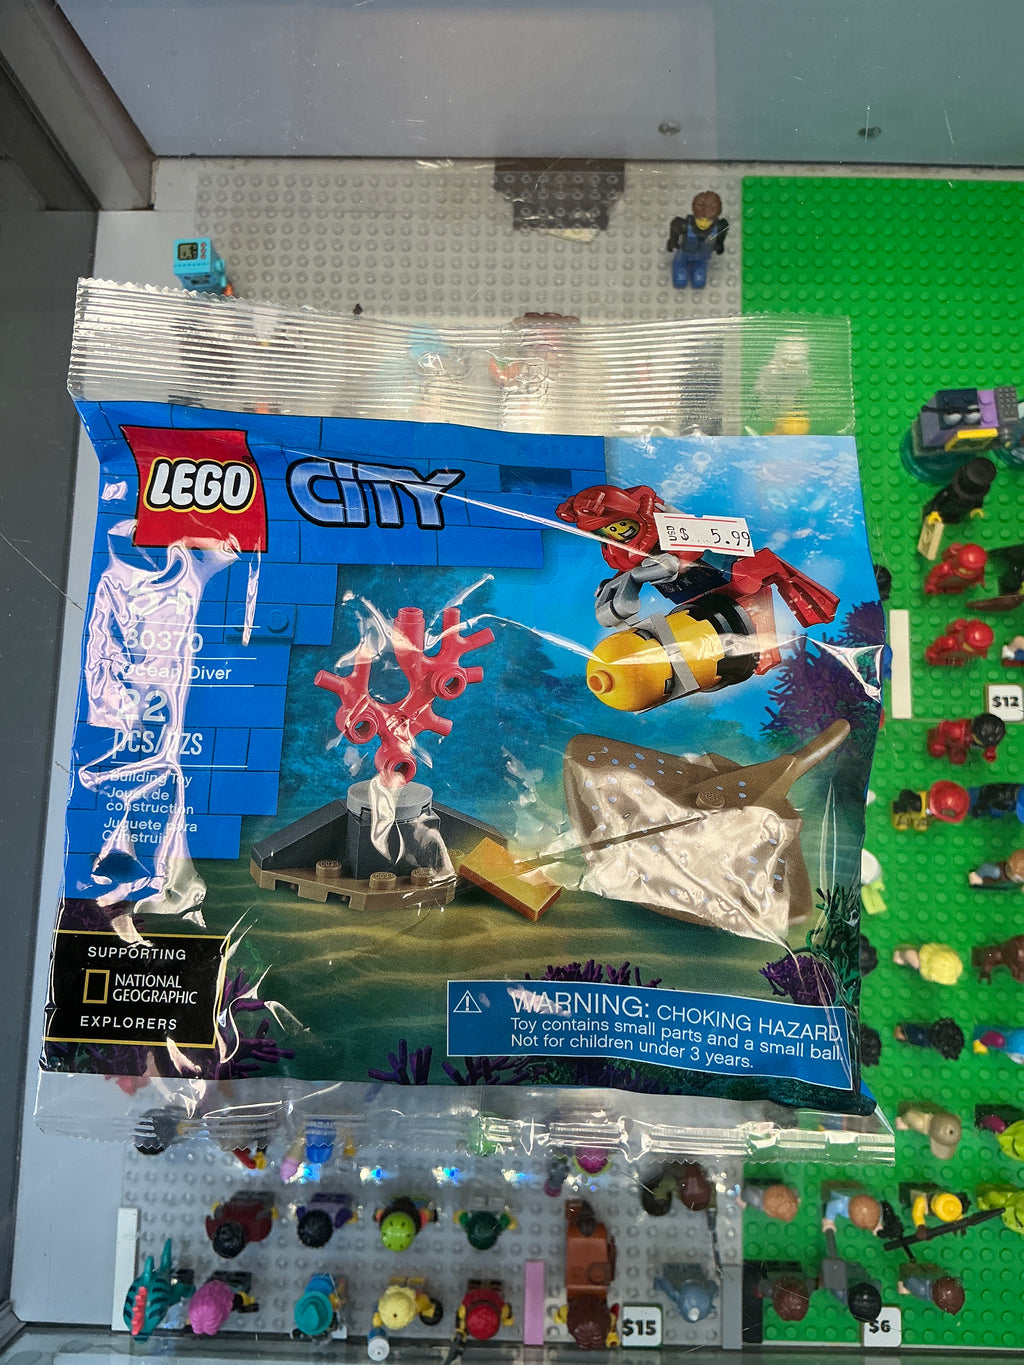 LEGO
CITY
USD $ 5.99
5+
30370
Ocean Diver
22
pcs/pzs
Building Toy
Jouet de
construction
Juguete para
Construir
SUPPORTING
NATIONAL
GEOGRAPHIC
EXPLORERS
WARNING: CHOKING HAZARD.
Toy contains small parts and a small ball.
Not for children under 3 years.
$12
$15
$6